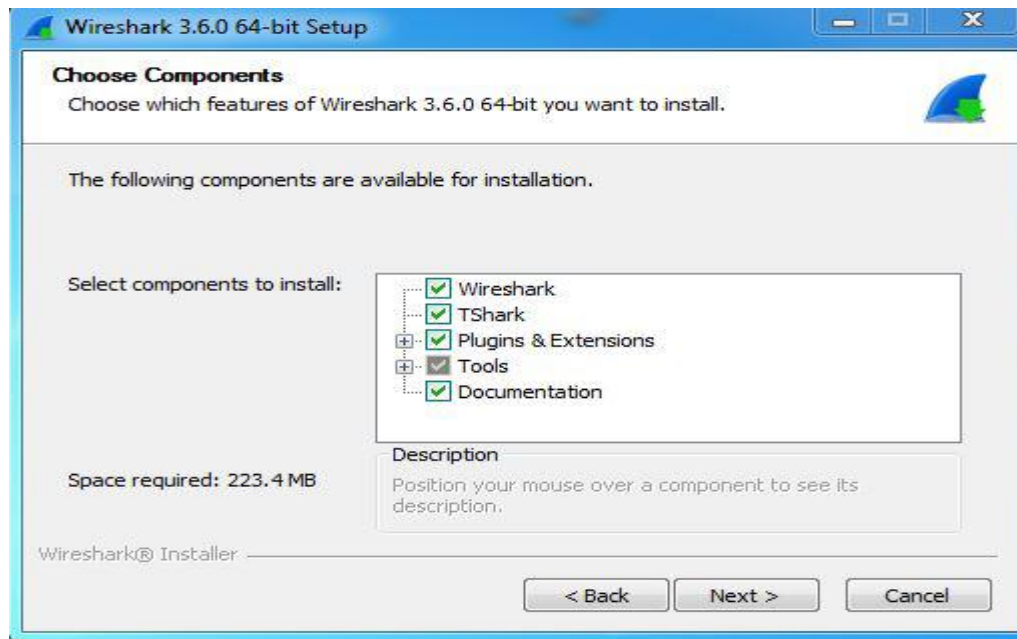 Wireshark 3.6.0 64-bit Setup
Choose Components
Choose which features of Wireshark 3.6.0 64-bit you want to install.
The following components are available for installation.
Select components to install:
Wireshark
TShark
Plugins & Extensions
Tools
Documentation
Space required: 223.4 MB
Description
Position your mouse over a component to see its
description.
Wireshark® Installer
< Back
Next >
Cancel